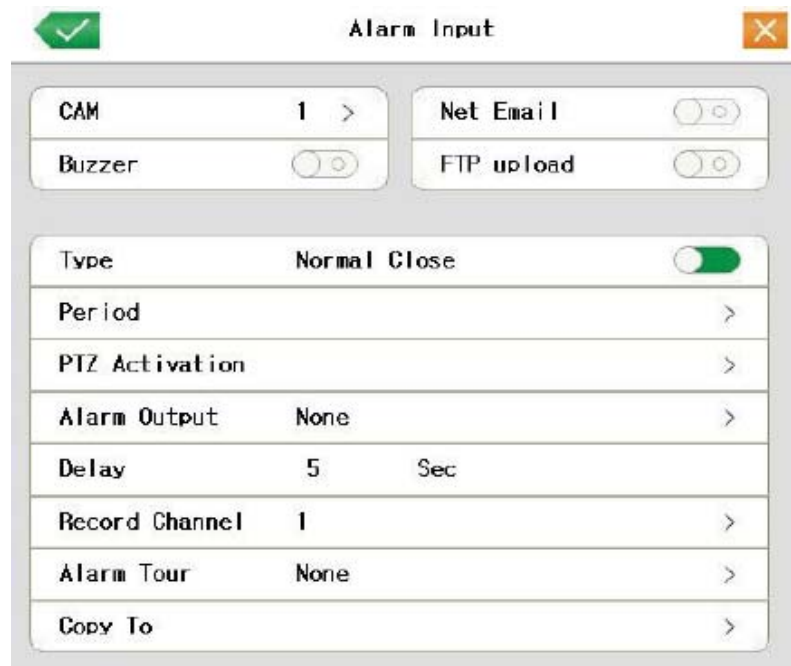 Alarm Input
CAM 1 >
Buzzer
Net Email
FTP upload
Type Normal Close
Period >
PTZ Activation >
Alarm Output None >
Delay 5 Sec
Record Channel 1 >
Alarm Tour None >
Copy To >